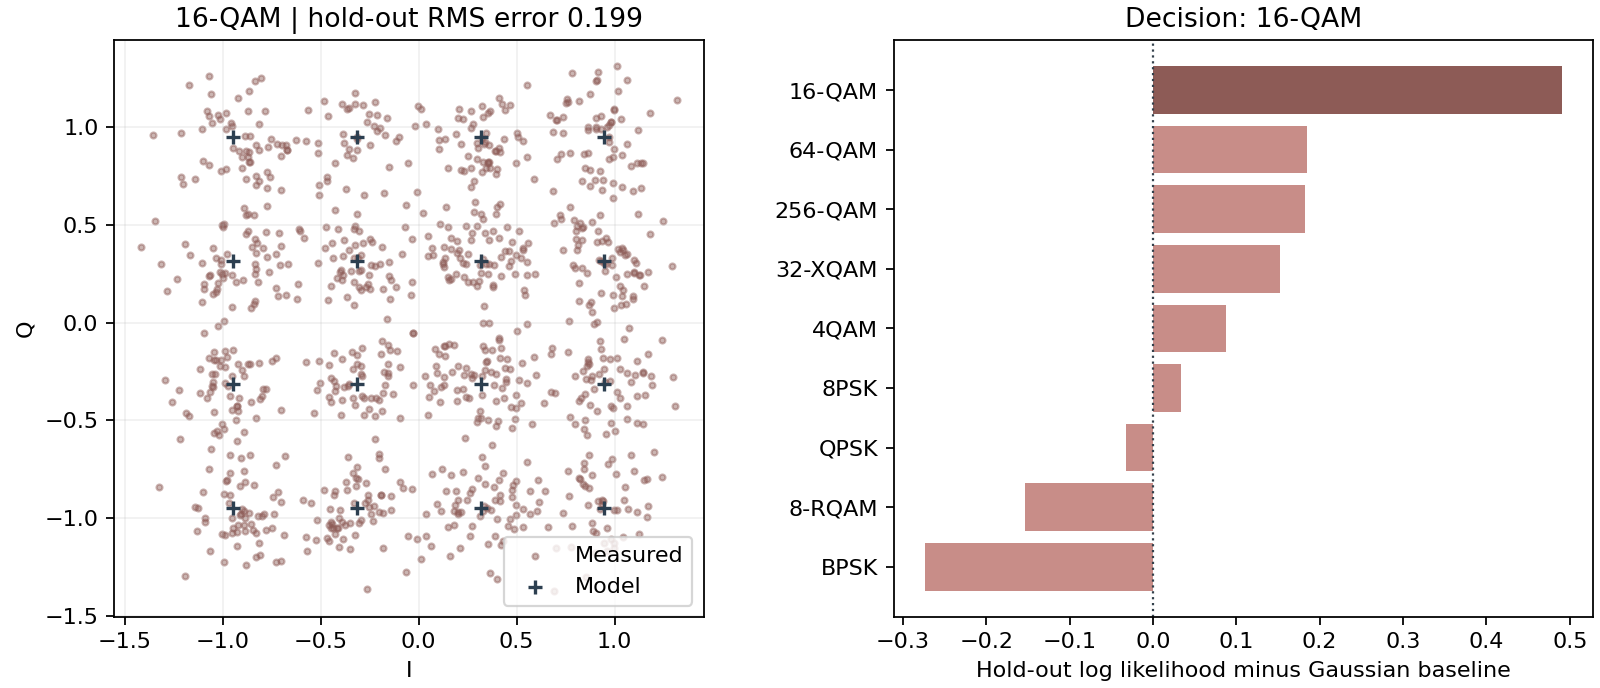 16-QAM | hold-out RMS error 0.199
1.0
0.5
0.0
−0.5
−1.0
−1.5
Q
−1.5 −1.0 −0.5 0.0 0.5 1.0
I
Measured
Model
Decision: 16-QAM
16-QAM
64-QAM
256-QAM
32-XQAM
4QAM
8PSK
QPSK
8-RQAM
BPSK
−0.3 −0.2 −0.1 0.0 0.1 0.2 0.3 0.4 0.5
Hold-out log likelihood minus Gaussian baseline